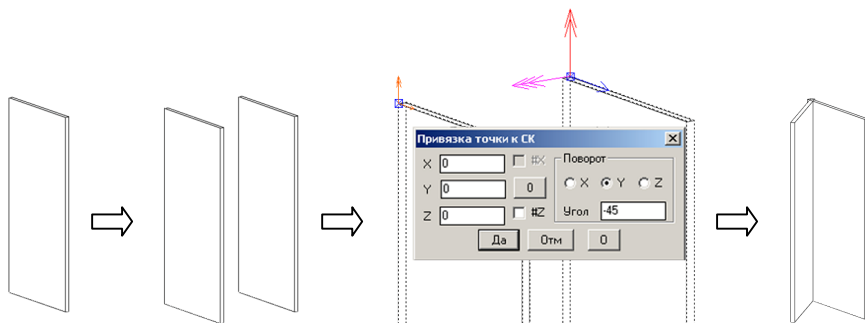 Привязка точки к СК
X 0 #X Поворот
Y 0 0 X Y Z
Z 0 #Z Угол -45
Да Отм 0